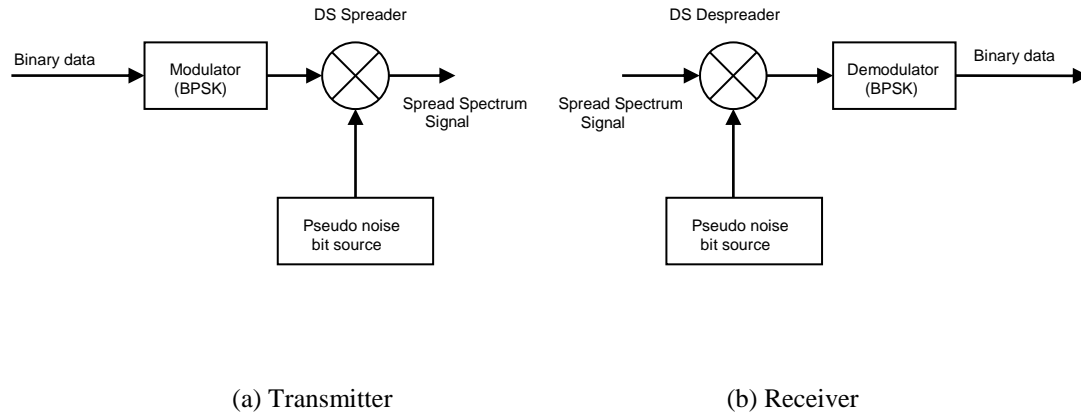 DS Spreader
Binary data
Modulator
(BPSK)
Spread Spectrum
Signal
Pseudo noise
bit source
(a) Transmitter
DS Despreader
Spread Spectrum
Signal
Demodulator
(BPSK)
Binary data
Pseudo noise
bit source
(b) Receiver